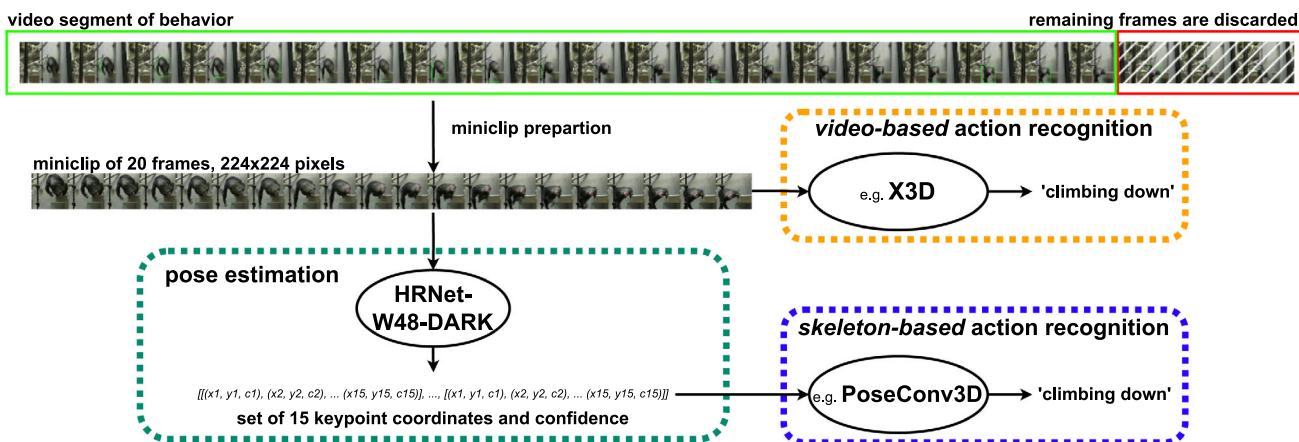 video segment of behavior
remaining frames are discarded
miniclip prepartion
miniclip of 20 frames, 224x224 pixels
video-based action recognition
e.g. X3D
'climbing down'
pose estimation
HRNet-
W48-DARK
[[(x1, y1, c1), (x2, y2, c2), ... (x15, y15, c15)], ..., [(x1, y1, c1), (x2, y2, c2), ... (x15, y15, c15)]]
set of 15 keypoint coordinates and confidence
skeleton-based action recognition
e.g. PoseConv3D
'climbing down'